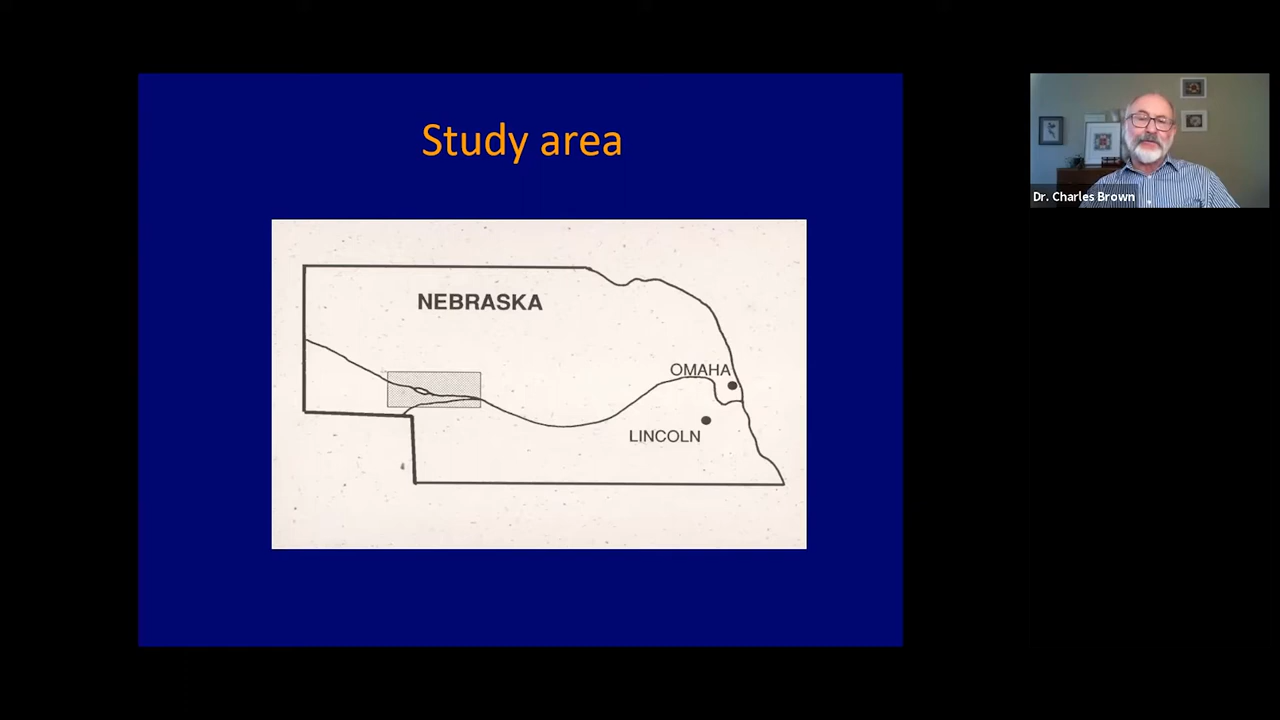 Study area
NEBRASKA
OMAHA
LINCOLN
Dr. Charles Brown